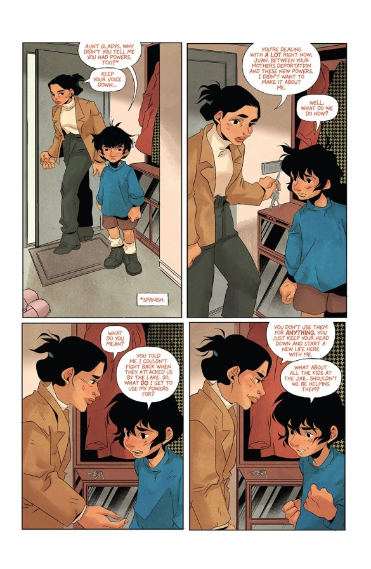 AUNT GLADYS, WHY
DIDN'T YOU TELL ME
YOU HAD POWERS,
TOO?*
KEEP
YOUR VOICE
DOWN...
*SPANISH.
YOU'RE DEALING
WITH A LOT RIGHT NOW,
JUAN. BETWEEN YOUR
MOTHER'S DEPORTATION
AND THESE NEW POWERS,
I DIDN'T WANT TO
MAKE IT ABOUT
ME.
WELL,
WHAT DO WE
DO NOW?
WHAT DO
YOU
MEAN?
YOU TOLD
ME I COULDN'T
FIGHT BACK WHEN
THEY ATTACKED US
BY THE LAKE. SO,
WHAT DO I GET TO
USE MY POWERS
FOR?
YOU DON'T USE THEM
FOR ANYTHING. YOU
JUST KEEP YOUR HEAD
DOWN AND START A
NEW LIFE HERE
WITH ME.
WHAT ABOUT
ALL THE KIDS AT
THE JAIL, SHOULDN'T
WE BE HELPING
THEM?